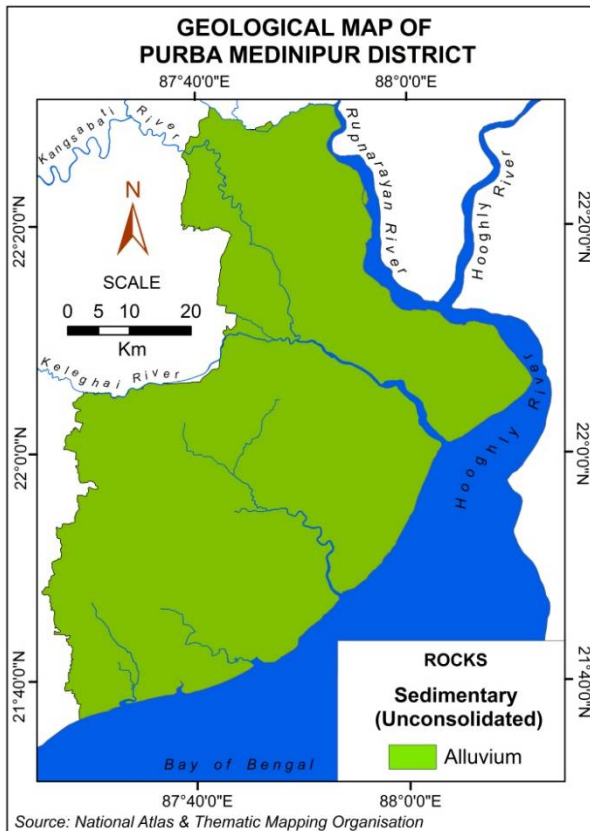 GEOLOGICAL MAP OF
PURBA MEDINIPUR DISTRICT
87°40'0"E
88°0'0"E
Kangsabati River
Rupnarayan River
Hooghly River
22°20'0"N
22°20'0"N
N
SCALE
0 5 10 20
Km
Keleghai River
Hooghly River
22°0'0"N
22°0'0"N
21°40'0"N
21°40'0"N
ROCKS
Sedimentary
(Unconsolidated)
Alluvium
Bay of Bengal
87°40'0"E
88°0'0"E
Source: National Atlas & Thematic Mapping Organisation